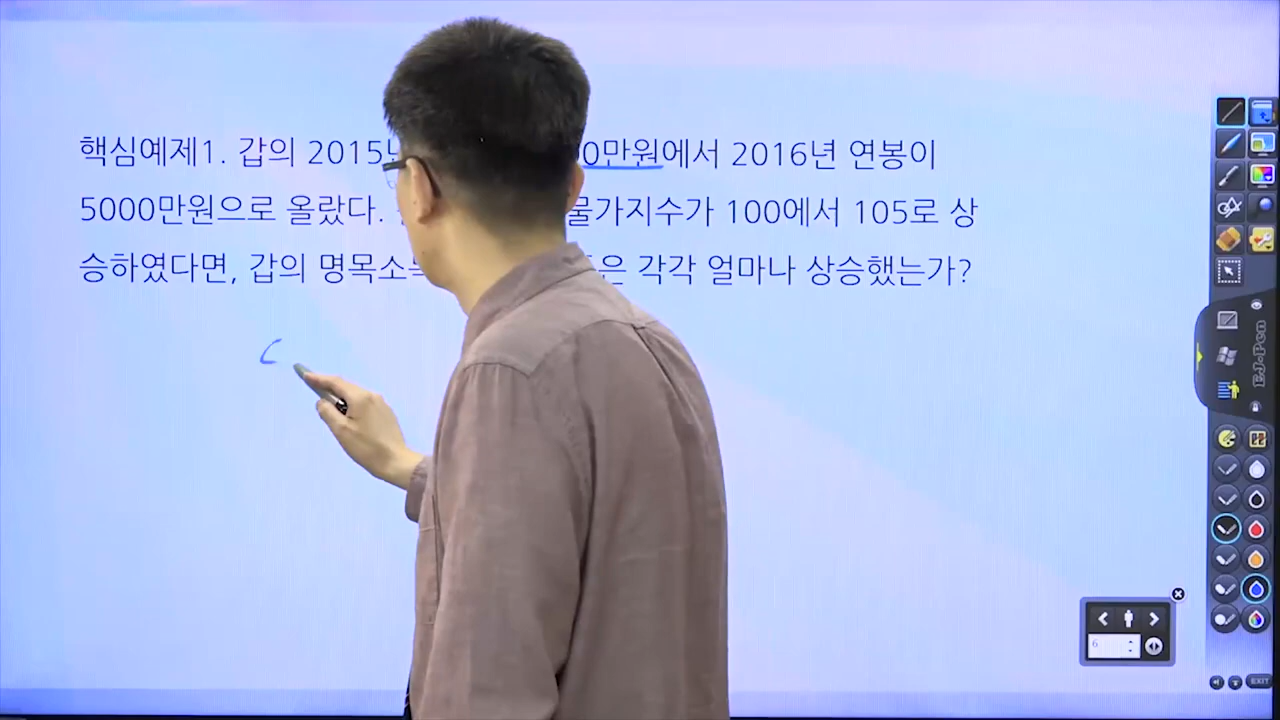 핵심예제1. 갑의 2015 0만원에서 2016년 연봉이
5000만원으로 올랐다. 물가지수가 100에서 105로 상
승하였다면, 갑의 명목소 은 각각 얼마나 상승했는가?
E.J-Pen
6
EXIT